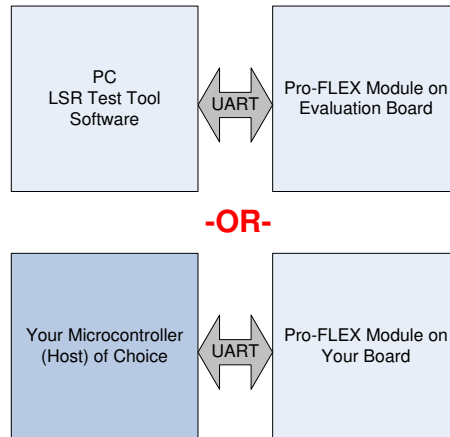 PC
LSR Test Tool
Software
UART
Pro-FLEX Module on
Evaluation Board
-OR-
Your Microcontroller
(Host) of Choice
UART
Pro-FLEX Module on
Your Board